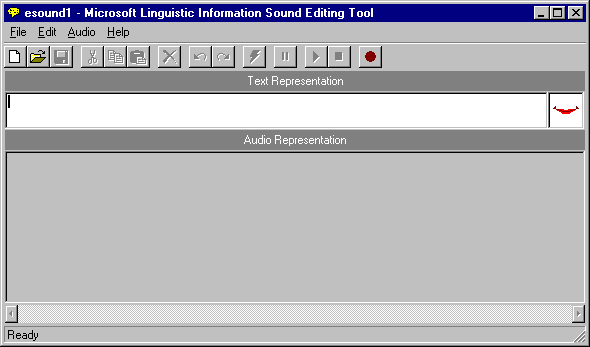 esound1 - Microsoft Linguistic Information Sound Editing Tool
File Edit Audio Help
Text Representation
Audio Representation
Ready